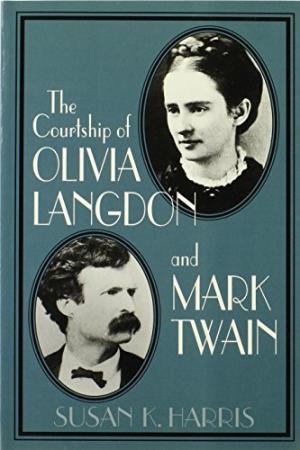 The
Courtship of
OLIVIA
LANGDON
and
MARK
TWAIN
SUSAN K. HARRIS